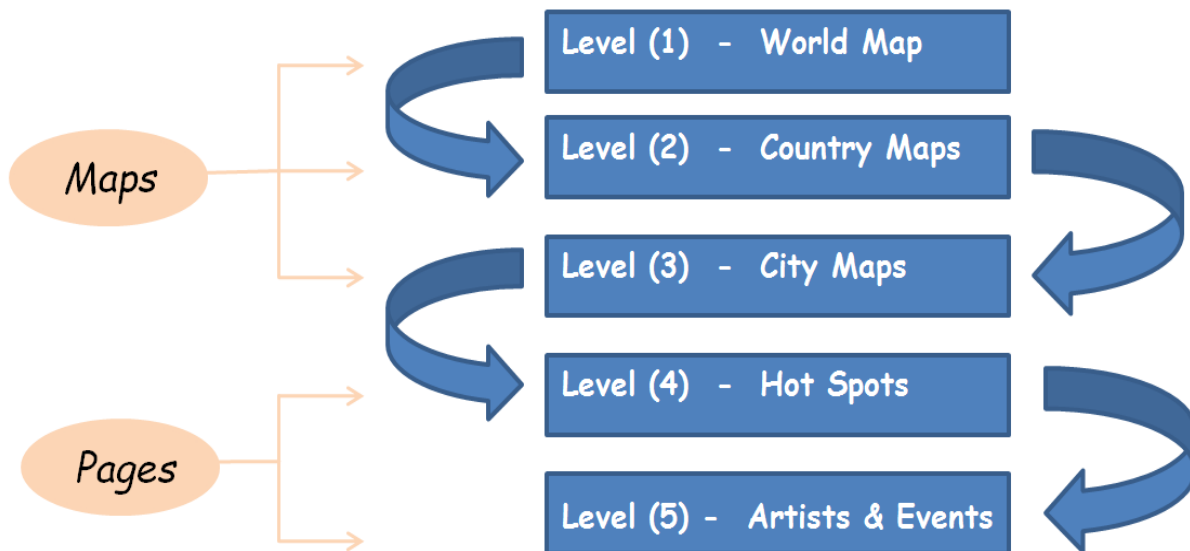 Level (1) - World Map
Level (2) - Country Maps
Maps
Level (3) - City Maps
Level (4) - Hot Spots
Pages
Level (5) - Artists & Events